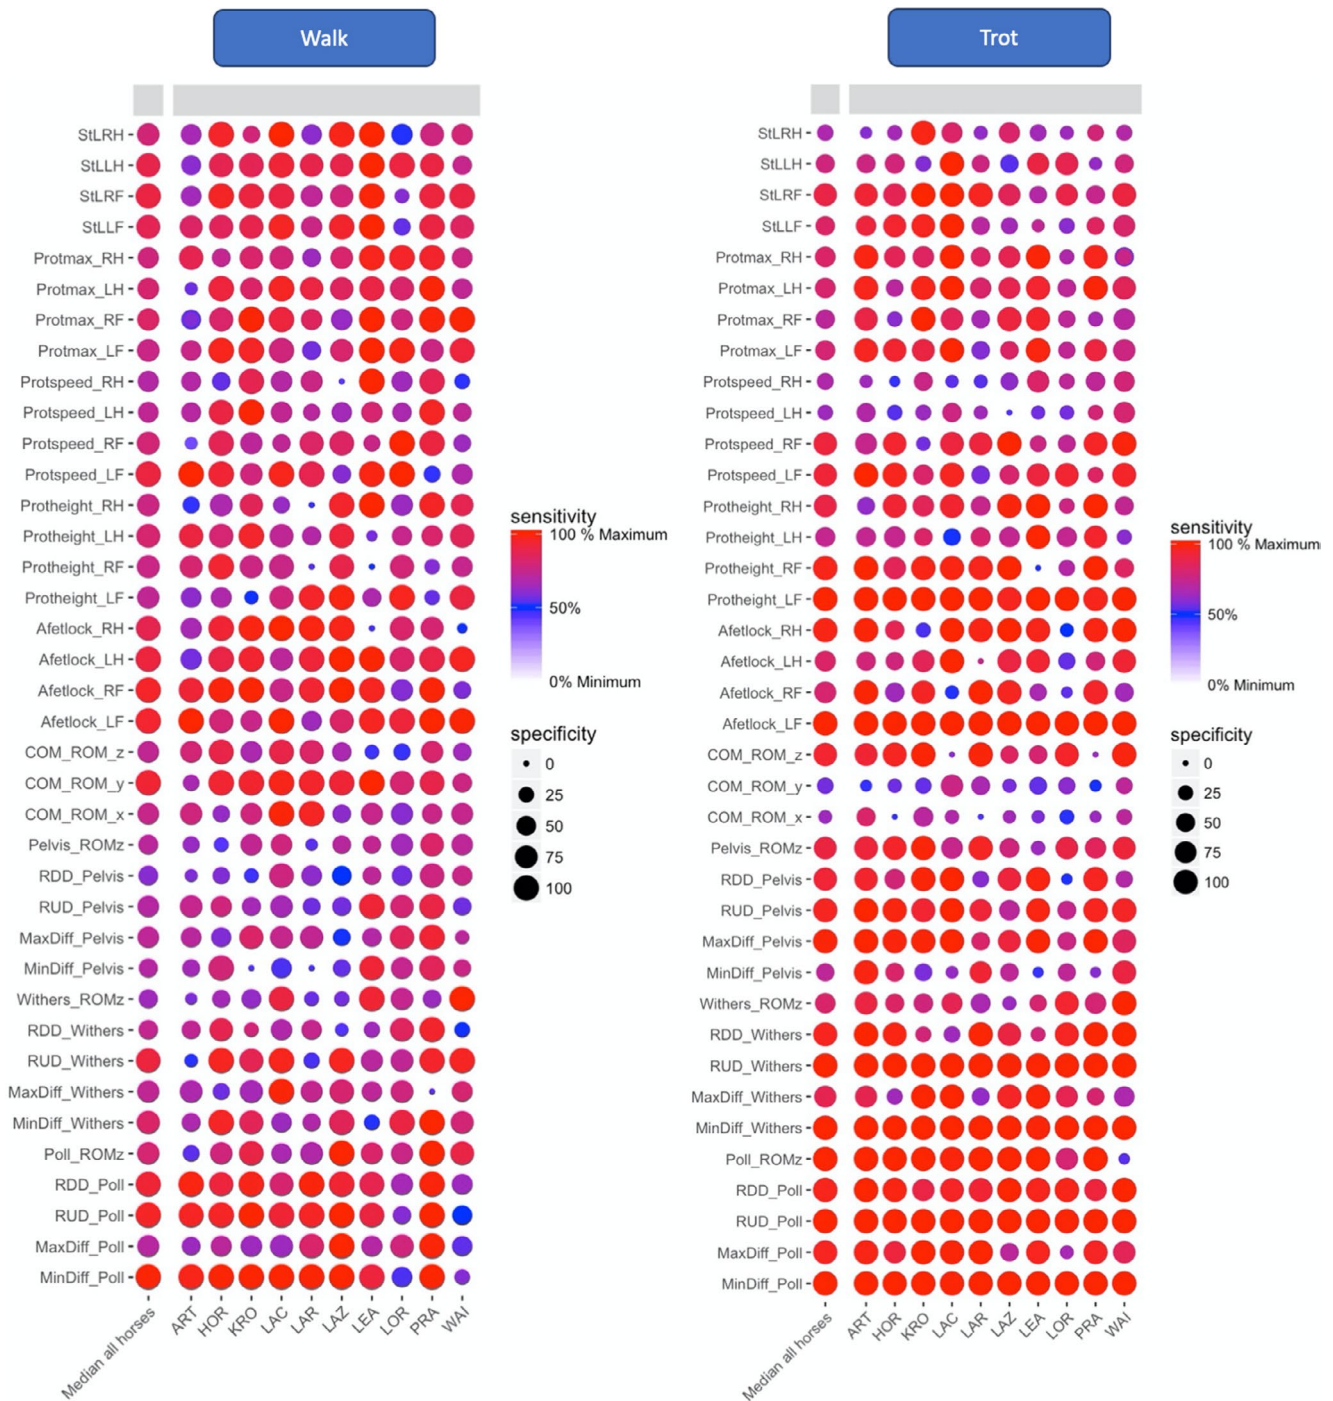 Walk
StLRH
StLLH
StLRF
StLLF
Protmax_RH
Protmax_LH
Protmax_RF
Protmax_LF
Protspeed_RH
Protspeed_LH
Protspeed_RF
Protspeed_LF
Protheight_RH
Protheight_LH
Protheight_RF
Protheight_LF
Afetlock_RH
Afetlock_LH
Afetlock_RF
Afetlock_LF
COM_ROM_z
COM_ROM_y
COM_ROM_x
Pelvis_ROMz
RDD_Pelvis
RUD_Pelvis
MaxDiff_Pelvis
MinDiff_Pelvis
Withers_ROMz
RDD_Withers
RUD_Withers
MaxDiff_Withers
MinDiff_Withers
Poll_ROMz
RDD_Poll
RUD_Poll
MaxDiff_Poll
MinDiff_Poll
Median all horses
ART
HOR
KRO
LAC
LAR
LAZ
LEA
LOR
PRA
WAI
sensitivity
100 % Maximum
50%
0% Minimum
specificity
0
25
50
75
100
Trot
StLRH
StLLH
StLRF
StLLF
Protmax_RH
Protmax_LH
Protmax_RF
Protmax_LF
Protspeed_RH
Protspeed_LH
Protspeed_RF
Protspeed_LF
Protheight_RH
Protheight_LH
Protheight_RF
Protheight_LF
Afetlock_RH
Afetlock_LH
Afetlock_RF
Afetlock_LF
COM_ROM_z
COM_ROM_y
COM_ROM_x
Pelvis_ROMz
RDD_Pelvis
RUD_Pelvis
MaxDiff_Pelvis
MinDiff_Pelvis
Withers_ROMz
RDD_Withers
RUD_Withers
MaxDiff_Withers
MinDiff_Withers
Poll_ROMz
RDD_Poll
RUD_Poll
MaxDiff_Poll
MinDiff_Poll
Median all horses
ART
HOR
KRO
LAC
LAR
LAZ
LEA
LOR
PRA
WAI
sensitivity
100 % Maximum
50%
0% Minimum
specificity
0
25
50
75
100